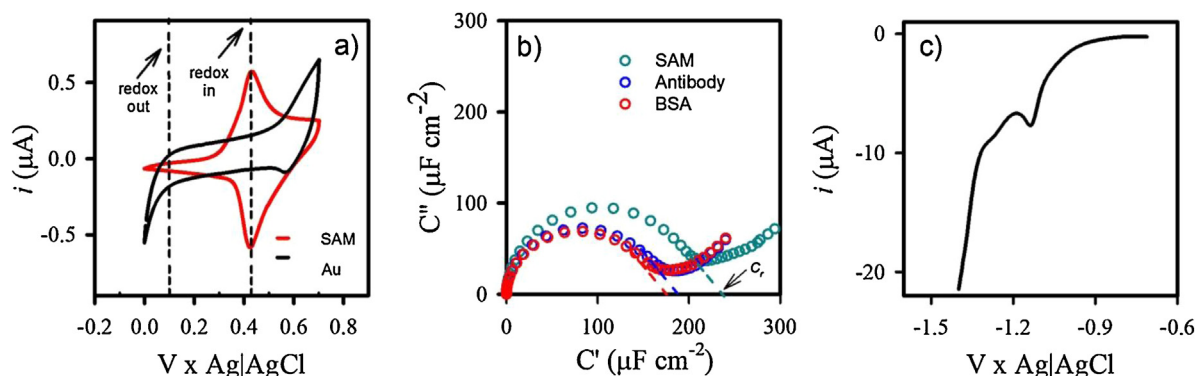 a)
redox
out
redox
in
0.5
0.0
-0.5
i (µA)
SAM
Au
-0.2 0.0 0.2 0.4 0.6 0.8
V x Ag|AgCl
b)
300
200
100
0
C'' (µF cm-2)
SAM
Antibody
BSA
Cr
0 100 200 300
C' (µF cm-2)
c)
0
-10
-20
i (µA)
-1.5 -1.2 -0.9 -0.6
V x Ag|AgCl